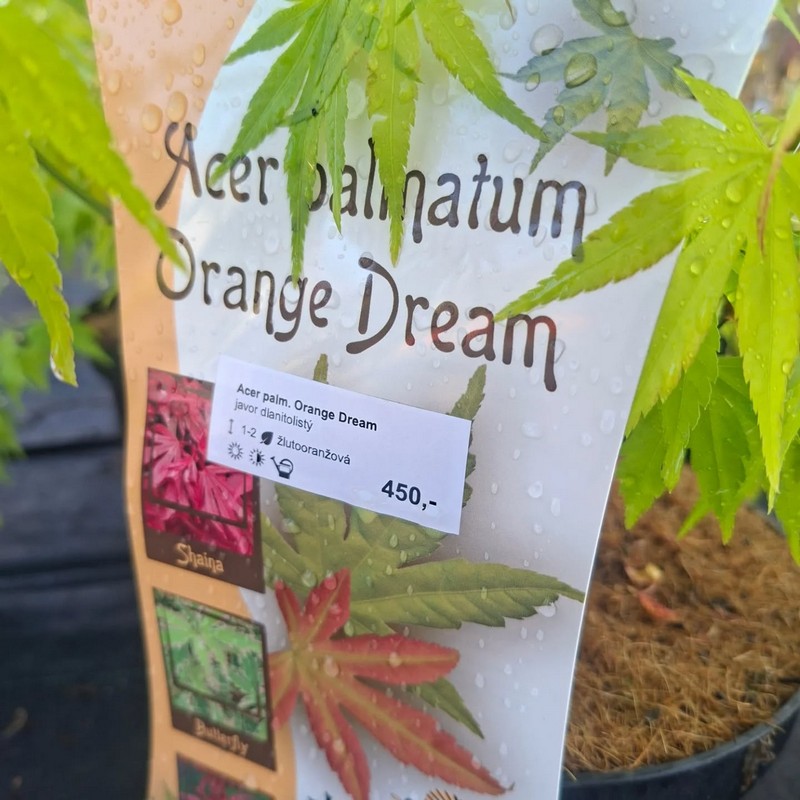 Acer palmatum
Orange Dream
Acer palm. Orange Dream
javor dlanitolistý
1-2 žlutooranžová
450,-
Shaina
Butterfly